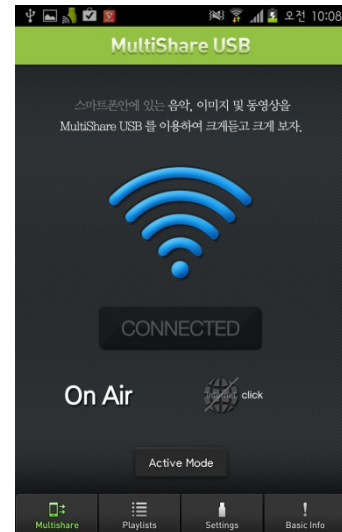 오전 10:08
MultiShare USB
스마트폰안에 있는 음악, 이미지 및 동영상을
MultiShare USB 를 이용하여 크게듣고 크게 보자.
CONNECTED
On Air
Internet click
Active Mode
Multishare Playlists Settings Basic Info